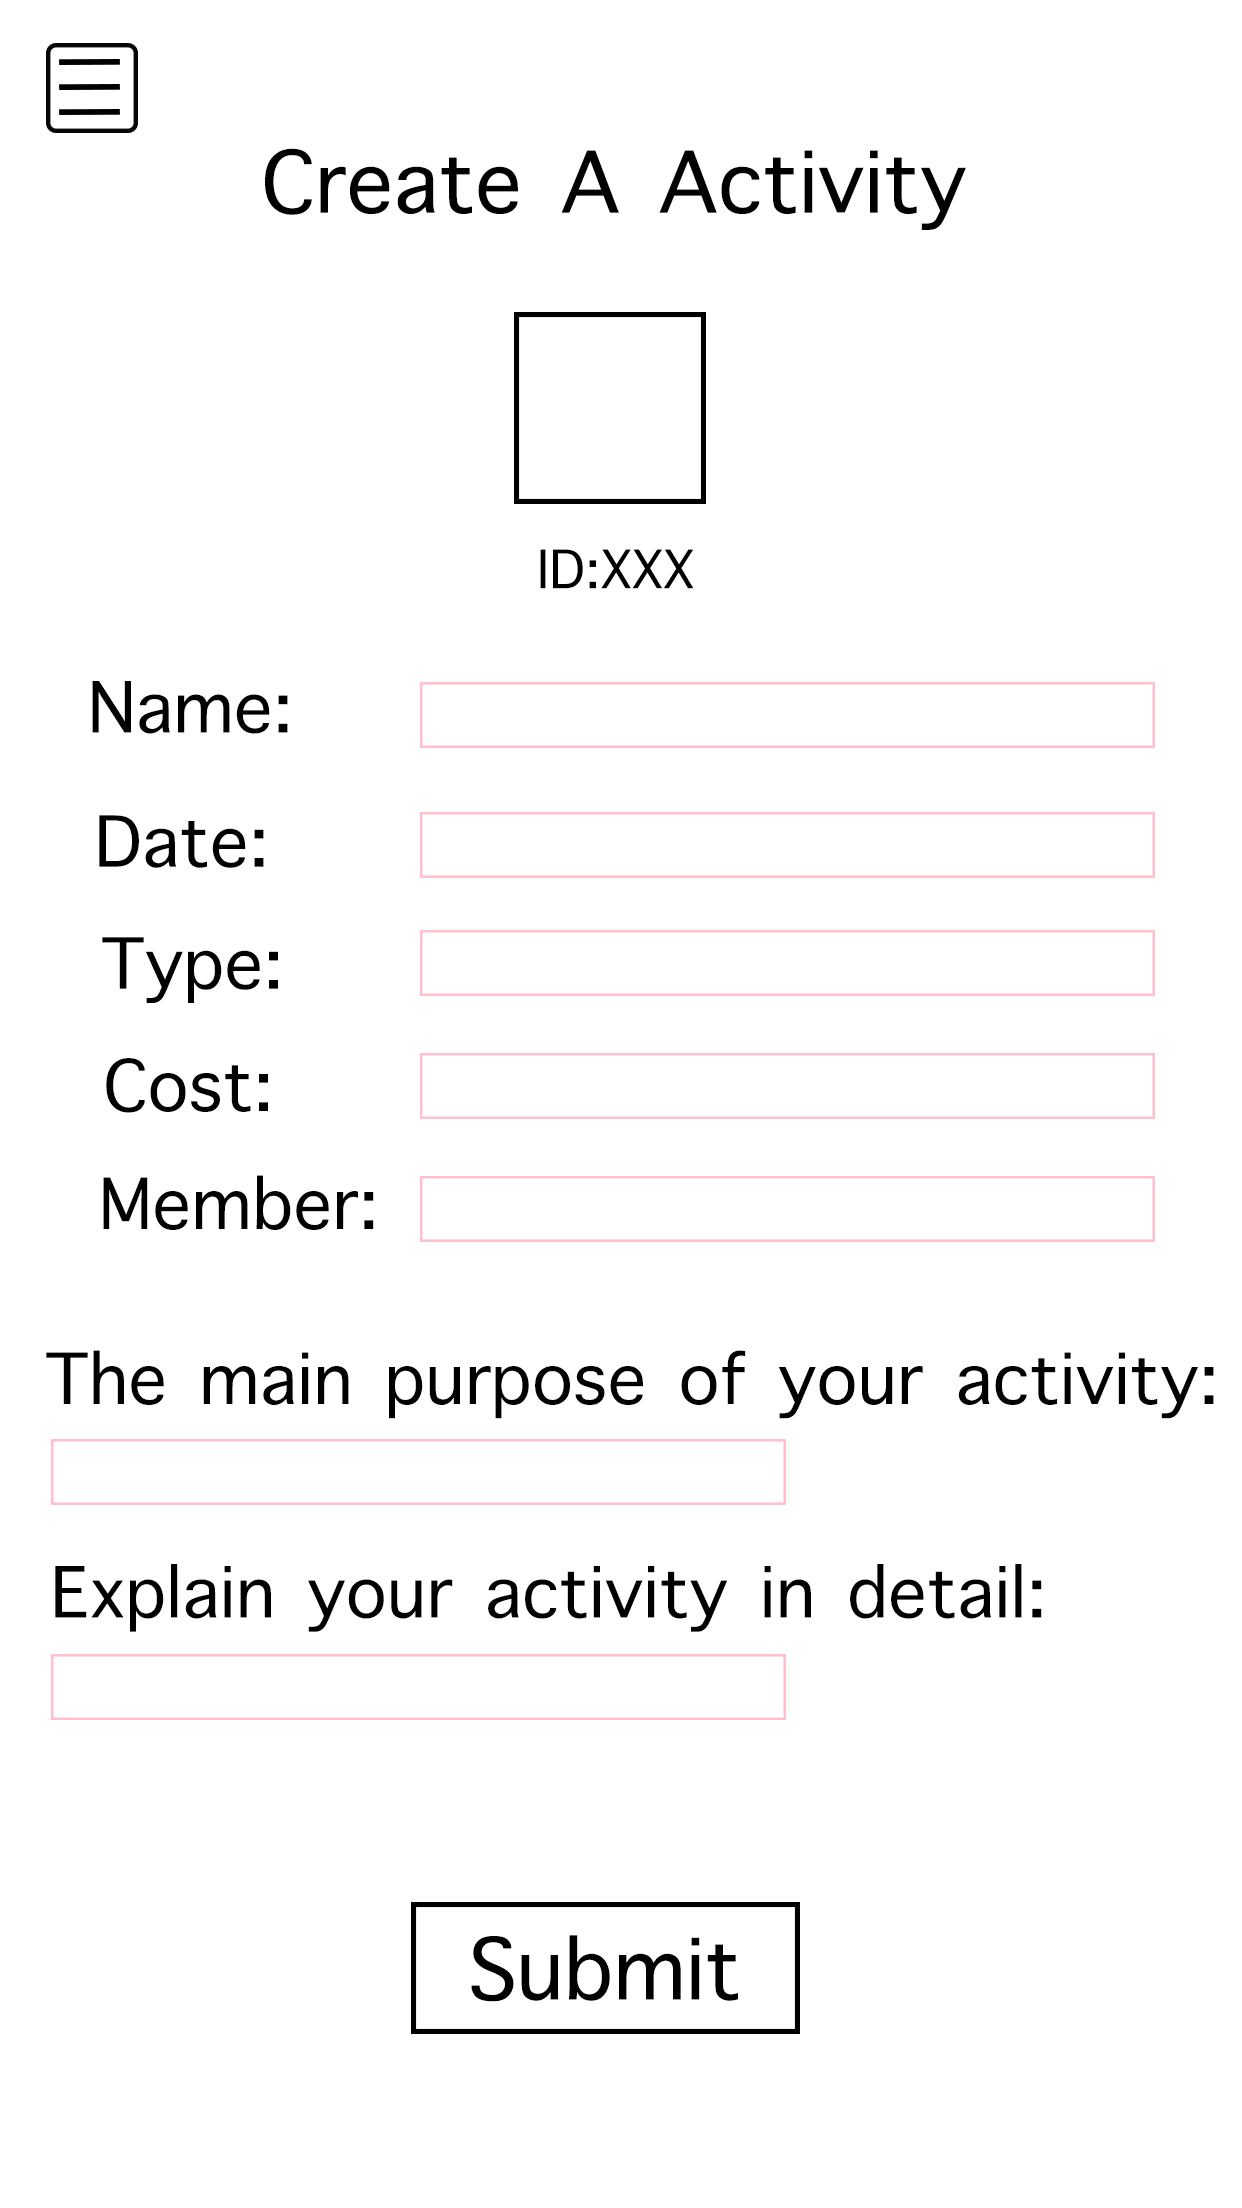 Create A Activity
ID:XXX
Name:
Date:
Type:
Cost:
Member:
The main purpose of your activity:
Explain your activity in detail:
Submit